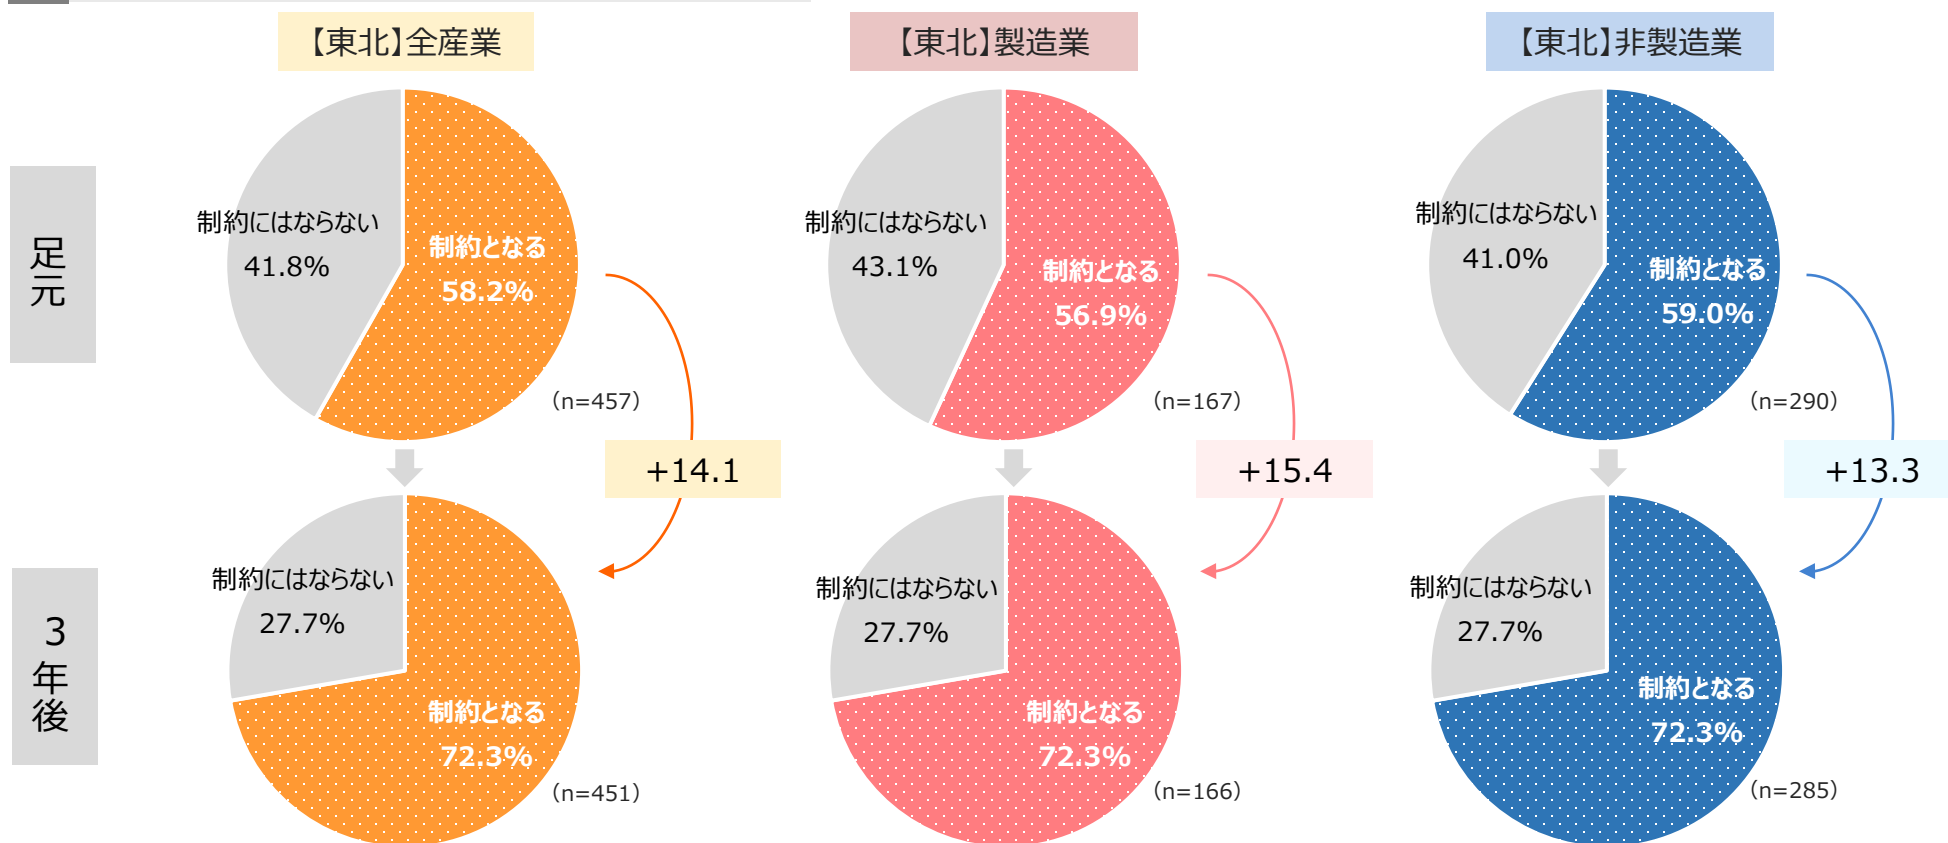 【東北】全産業
【東北】製造業
【東北】非製造業
足元
制約にはならない
41.8%
制約となる
58.2%
（n=457）
制約にはならない
43.1%
制約となる
56.9%
（n=167）
制約にはならない
41.0%
制約となる
59.0%
（n=290）
+14.1
+15.4
+13.3
３年後
制約にはならない
27.7%
制約となる
72.3%
（n=451）
制約にはならない
27.7%
制約となる
72.3%
（n=166）
制約にはならない
27.7%
制約となる
72.3%
（n=285）